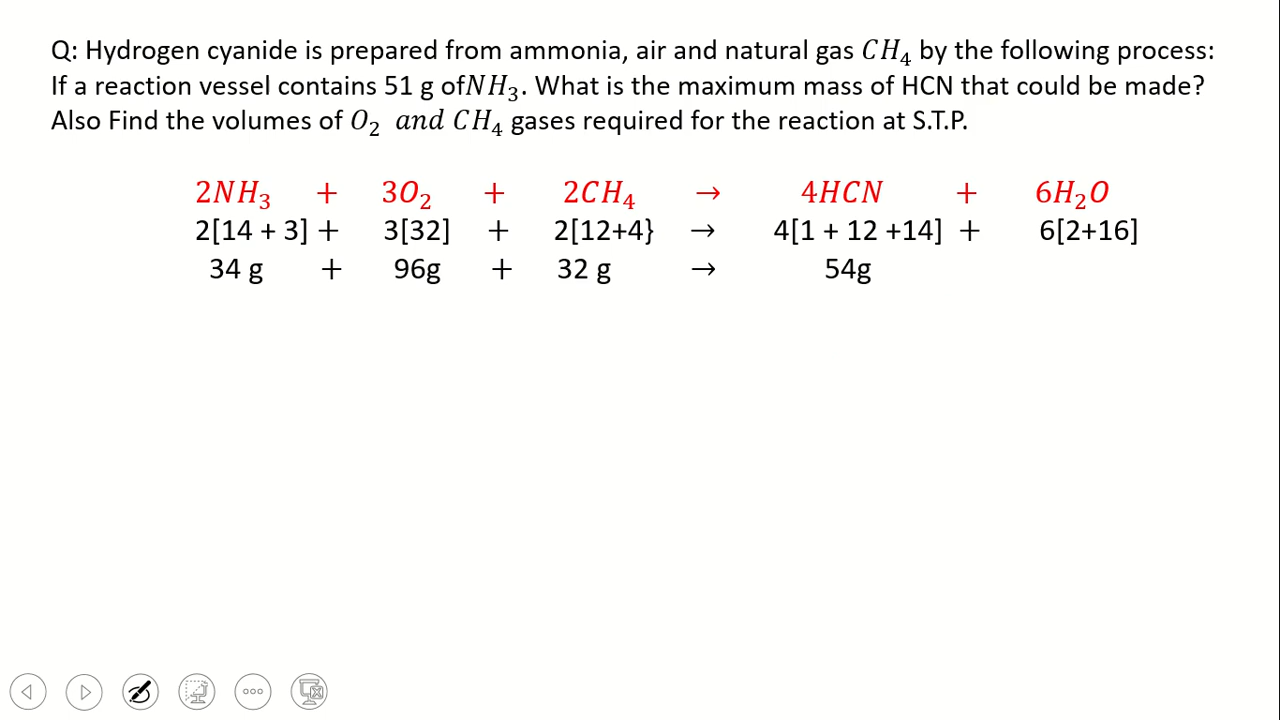 Q: Hydrogen cyanide is prepared from ammonia, air and natural gas CH₄ by the following process:
If a reaction vessel contains 51 g ofNH₃. What is the maximum mass of HCN that could be made?
Also Find the volumes of O₂ and CH₄ gases required for the reaction at S.T.P.
2NH₃ + 3O₂ + 2CH₄ → 4HCN + 6H₂O
2[14 + 3] + 3[32] + 2[12+4} → 4[1 + 12 +14] + 6[2+16]
34 g + 96g + 32 g → 54g